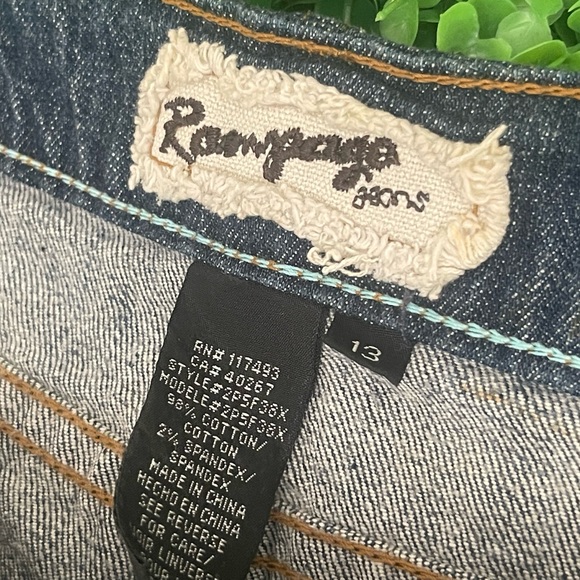 Rampage
JEANS
13
RN# 117493
CA# 40267
STYLE#2P5F38X
MODELE#2P5F38X
98% COTTON/
COTTON
2% SPANDEX/
SPANDEX
MADE IN CHINA
HECHO EN CHINA
SEE REVERSE
FOR CARE/